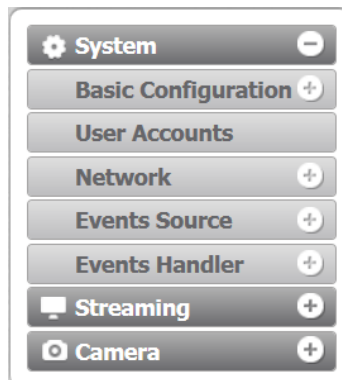 System
Basic Configuration
User Accounts
Network
Events Source
Events Handler
Streaming
Camera